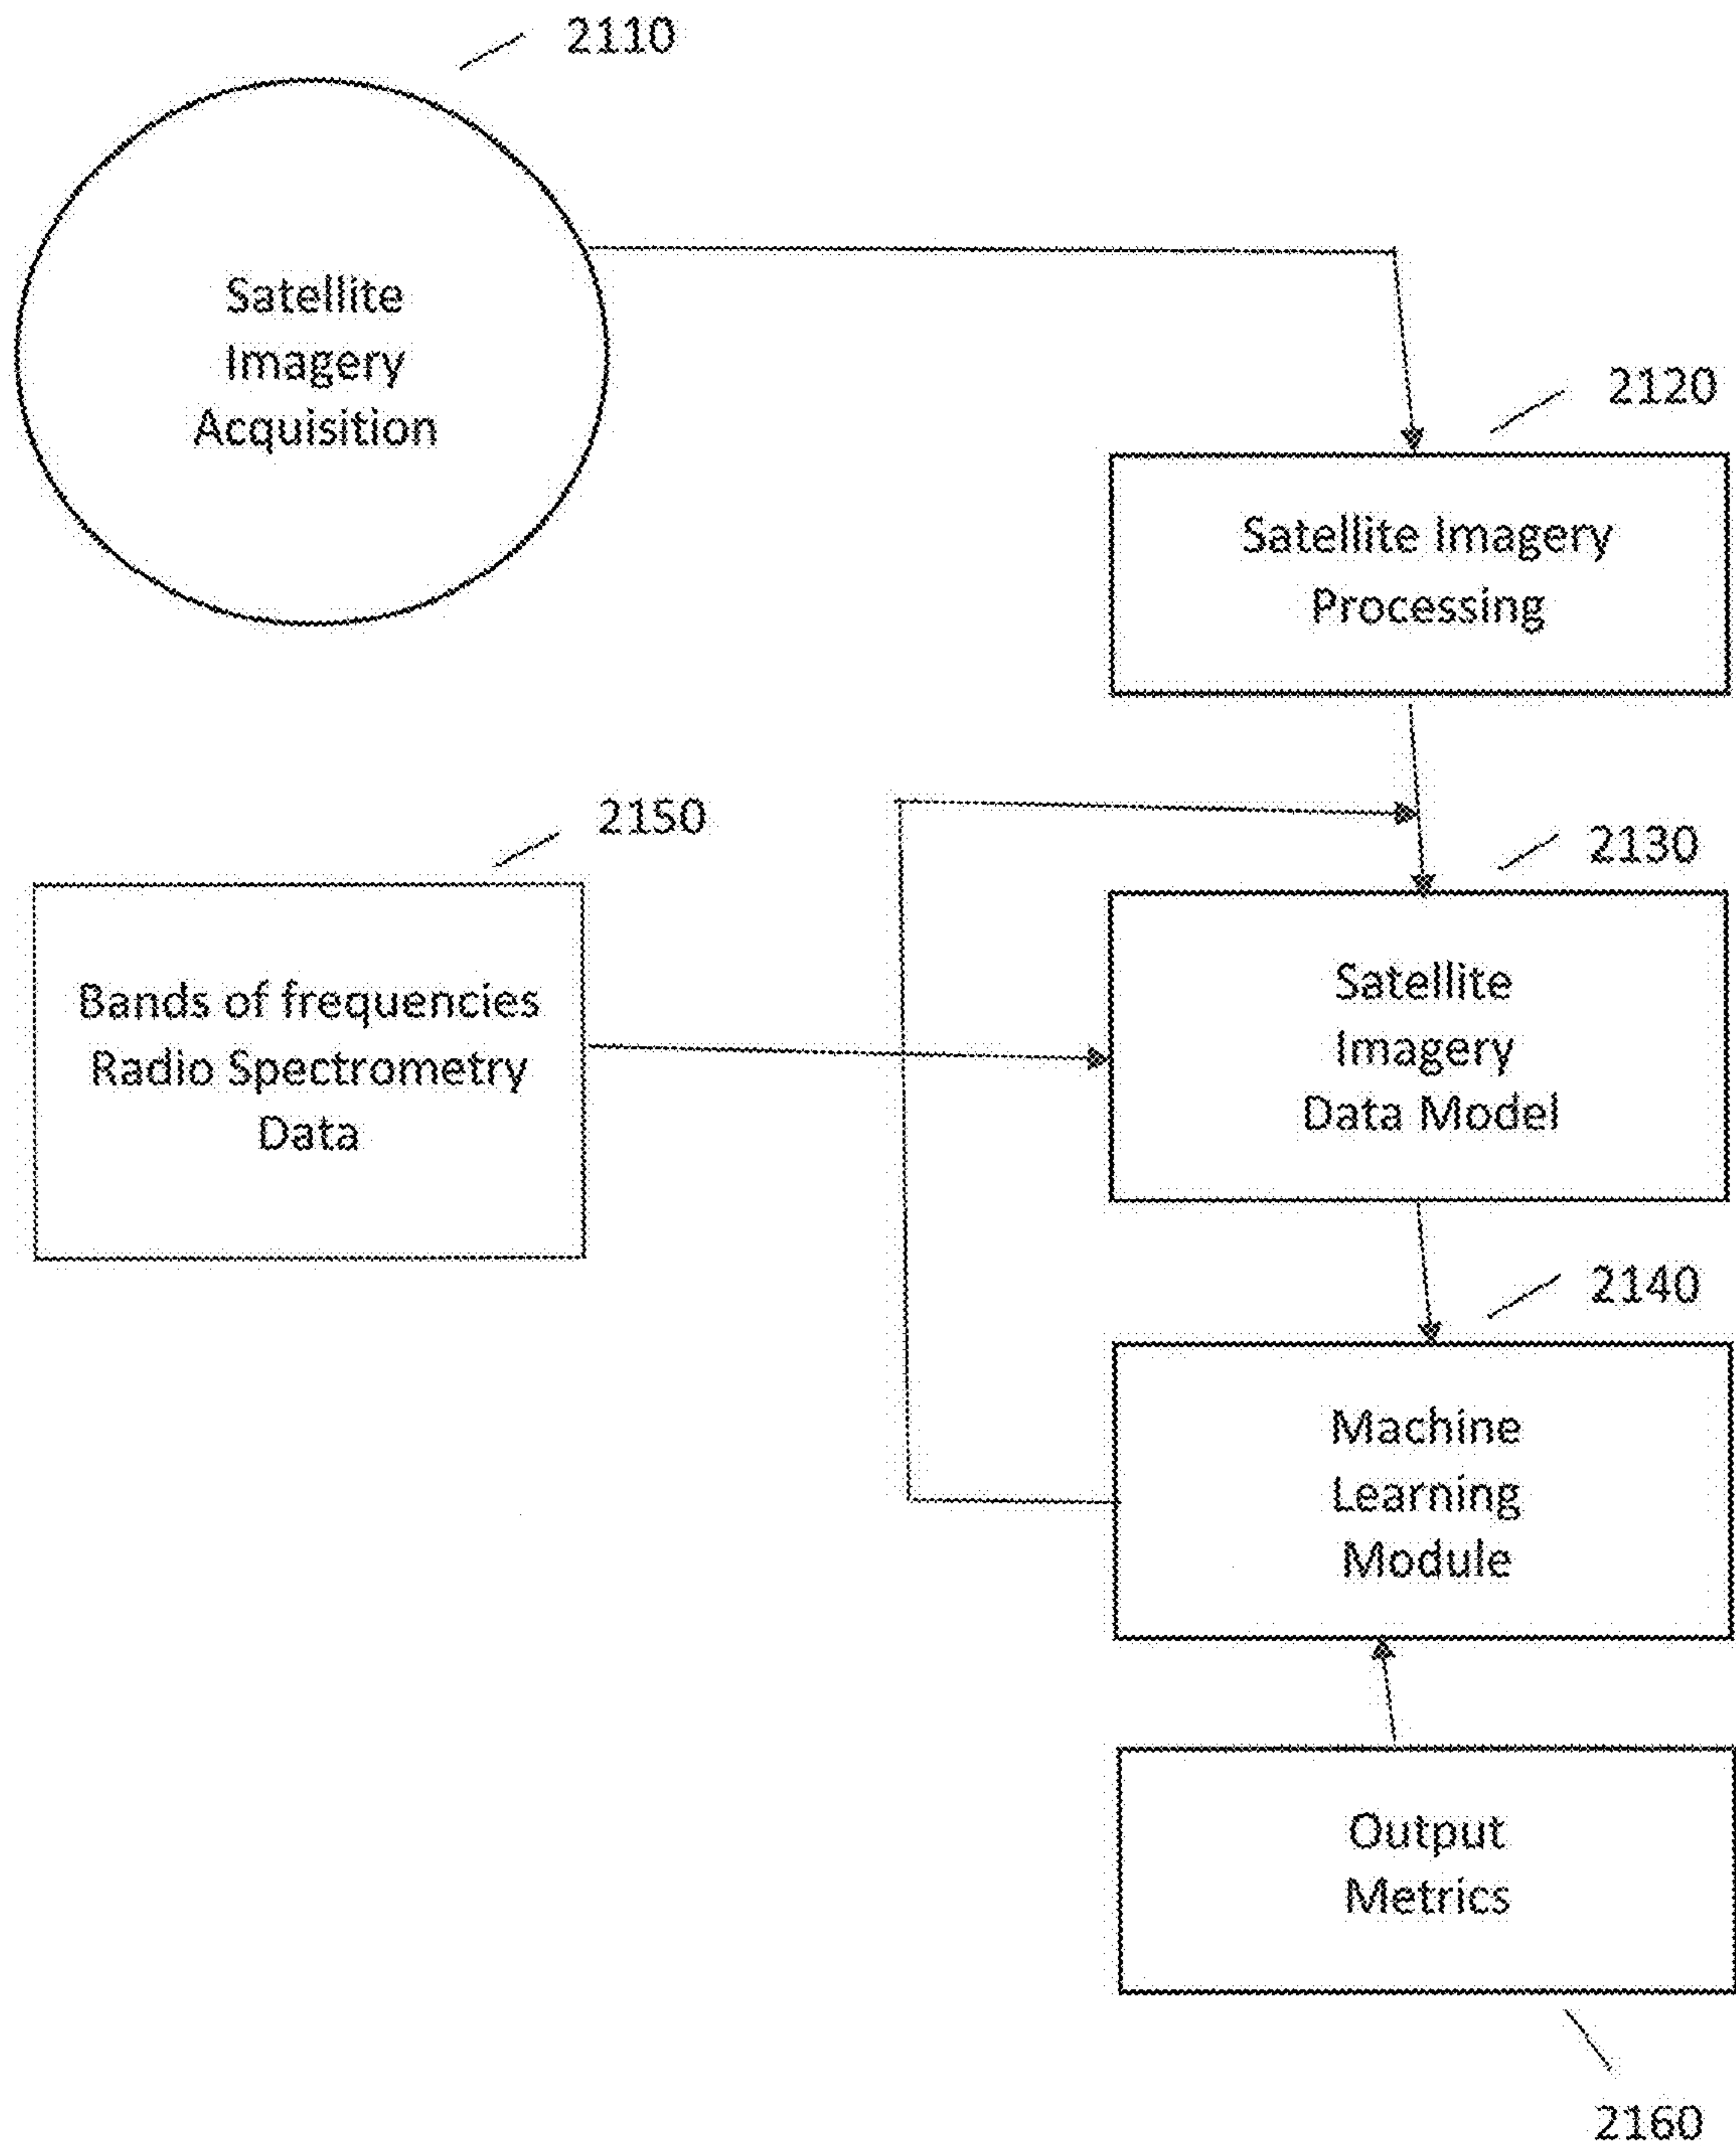 2110
Satellite
Imagery
Acquisition
2120
Satellite Imagery
Processing
2150
Bands of frequencies
Radio Spectrometry
Data
2130
Satellite
Imagery
Data Model
2140
Machine
Learning
Module
Output
Metrics
2160